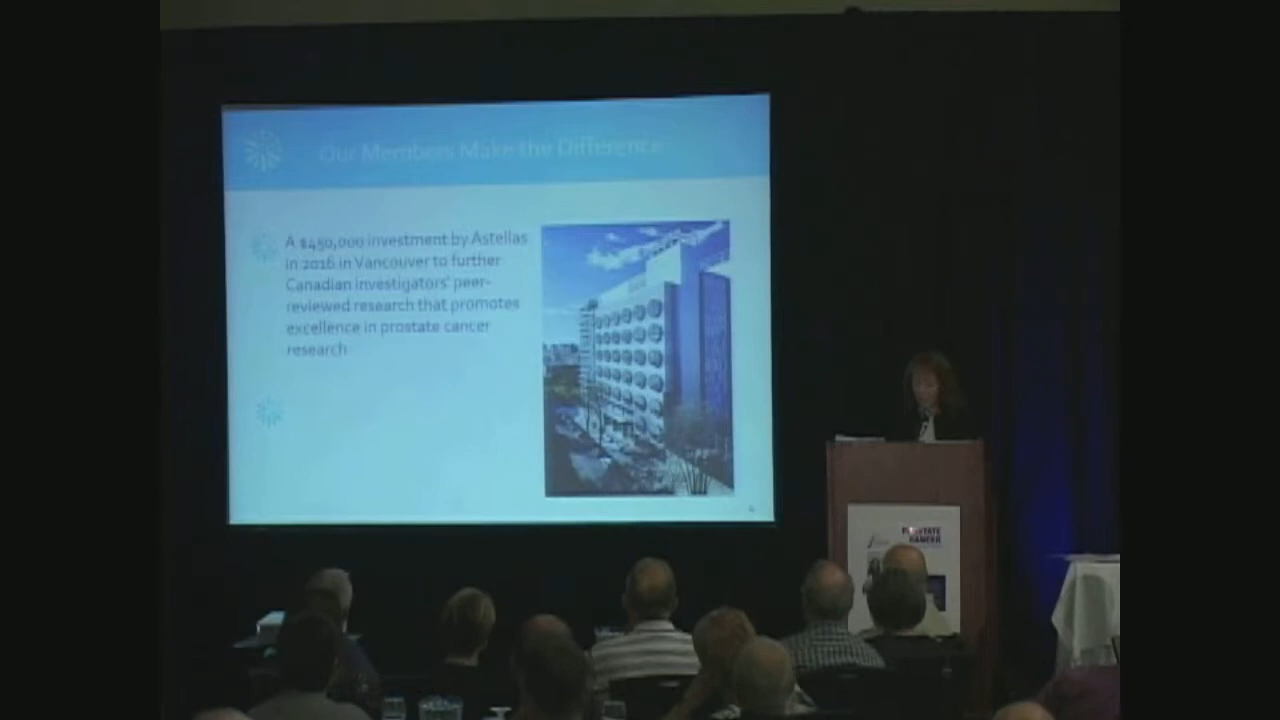 Our Members Make the Difference
A $450,000 investment by Astellas
in 2016 in Vancouver to further
Canadian investigators' peer-
reviewed research that promotes
excellence in prostate cancer
research
PROSTATE
CANCER